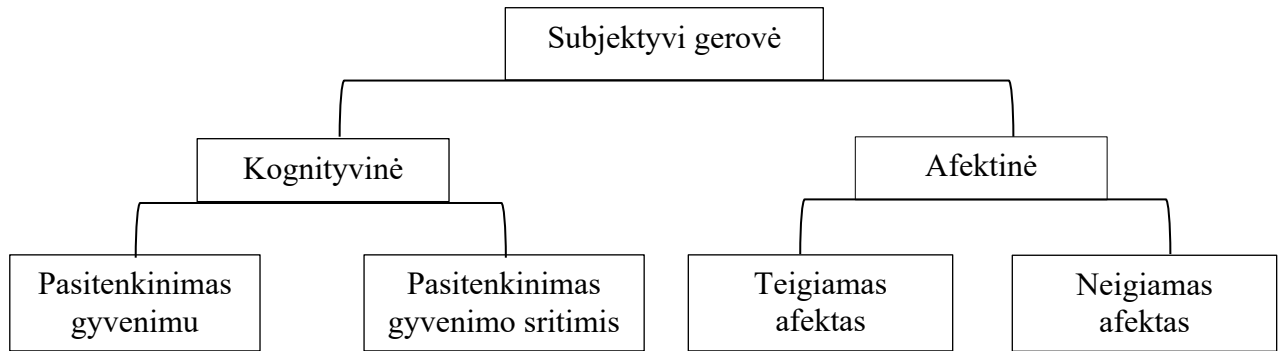 Subjektyvi gerovė
Kognityvinė
Afektinė
Pasitenkinimas
gyvenimu
Pasitenkinimas
gyvenimo sritimis
Teigiamas
afektas
Neigiamas
afektas